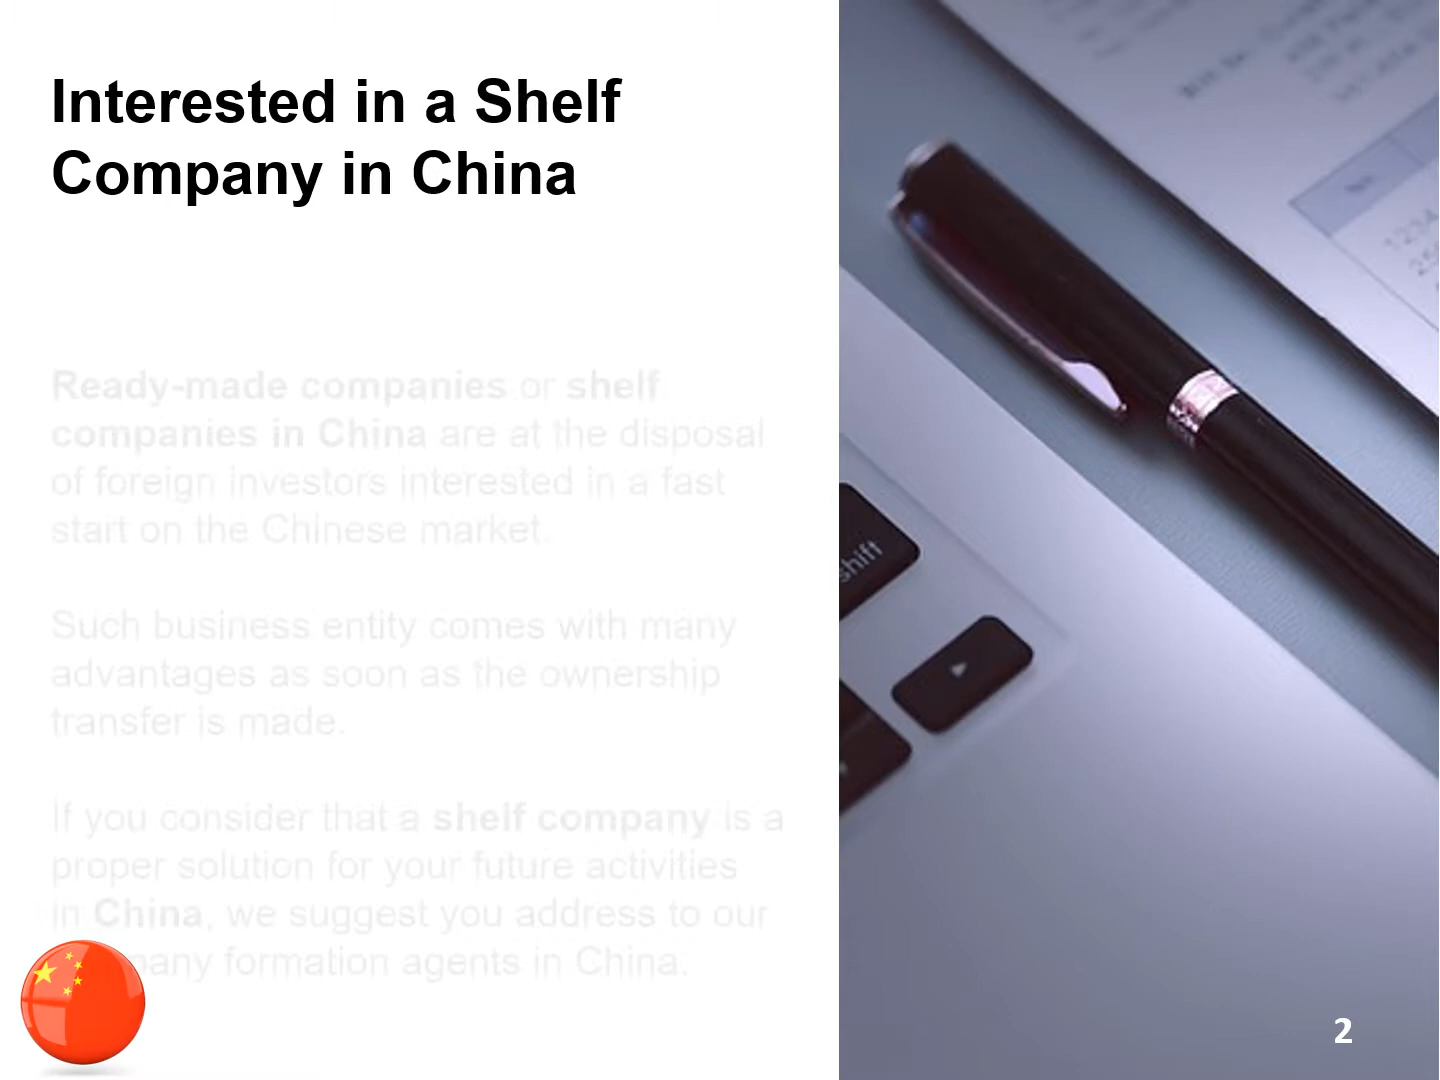 Interested in a Shelf
Company in China
Ready-made companies or shelf
companies in China are at the disposal
of foreign investors interested in a fast
start on the Chinese market.
Such business entity comes with many
advantages as soon as the ownership
transfer is made.
If you consider that a shelf company is a
proper solution for your future activities
in China, we suggest you address to our
pany formation agents in China.
shift
2